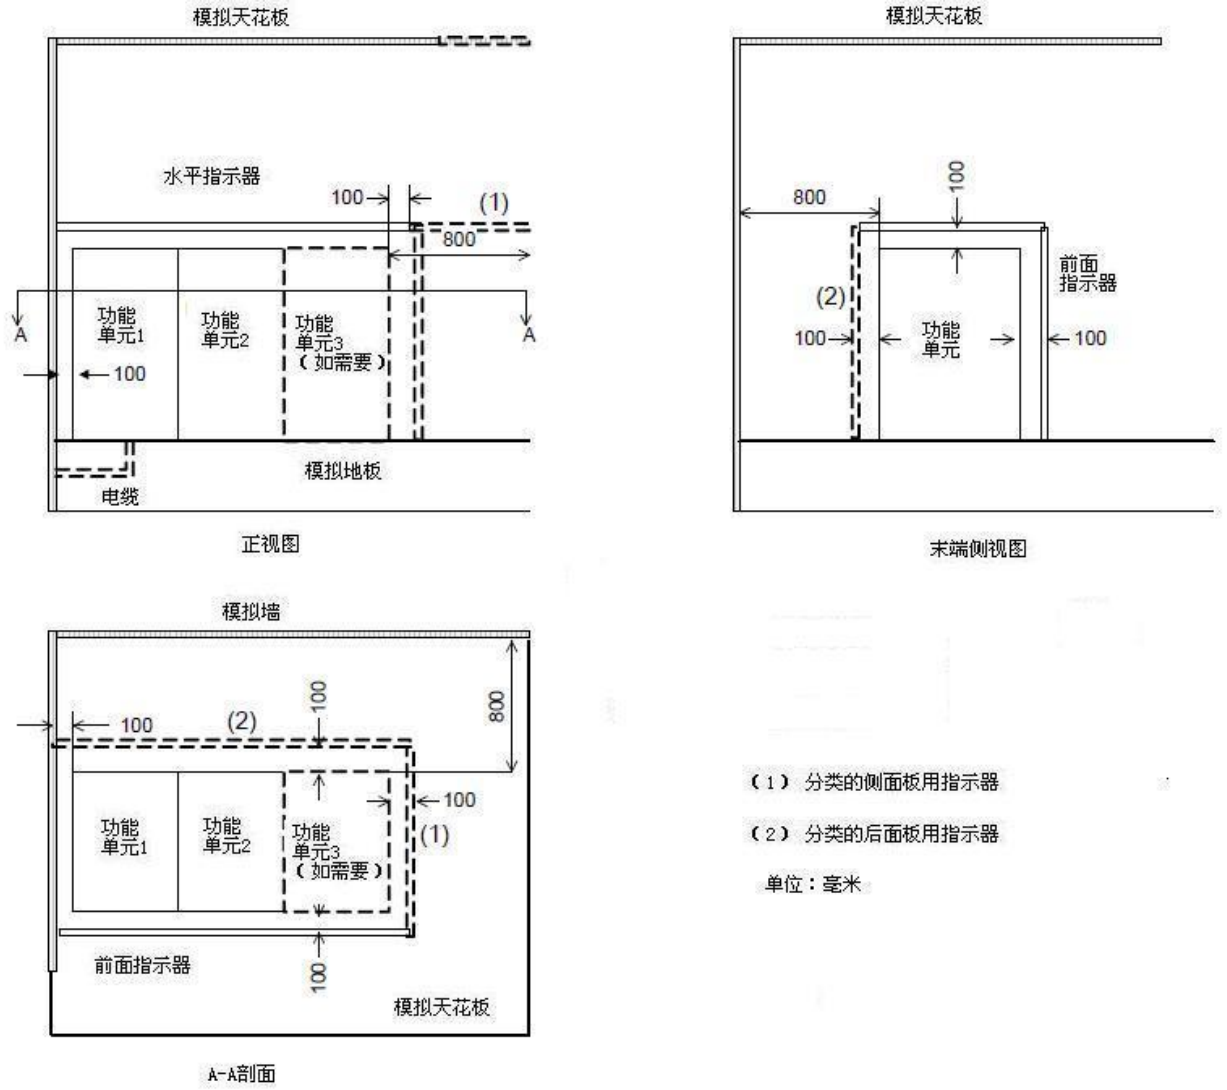 模拟天花板
水平指示器
100
(1)
800
功能
单元1
功能
单元2
功能
单元3
（如需要）
A
A
100
模拟地板
电缆
正视图
模拟天花板
800
100
前面
指示器
(2)
100
功能
单元
100
末端侧视图
模拟墙
100
(2)
100
800
功能
单元1
功能
单元2
功能
单元3
（如需要）
100
(1)
前面指示器
100
模拟天花板
A-A剖面
（1） 分类的侧面板用指示器
（2） 分类的后面板用指示器
单位：毫米